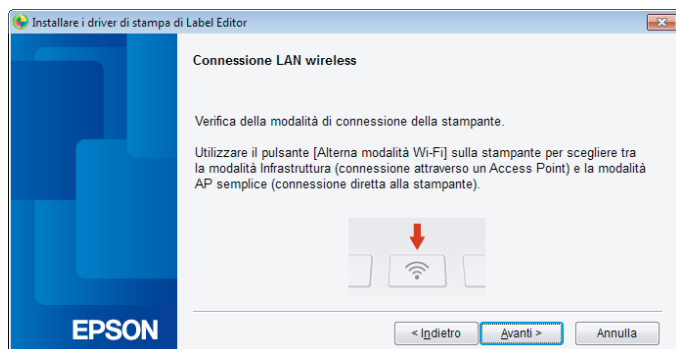 Installare i driver di stampa di Label Editor
Connessione LAN wireless
Verifica della modalità di connessione della stampante.
Utilizzare il pulsante [Alterna modalità Wi-Fi] sulla stampante per scegliere tra
la modalità Infrastruttura (connessione attraverso un Access Point) e la modalità
AP semplice (connessione diretta alla stampante).
EPSON
< Indietro
Avanti >
Annulla